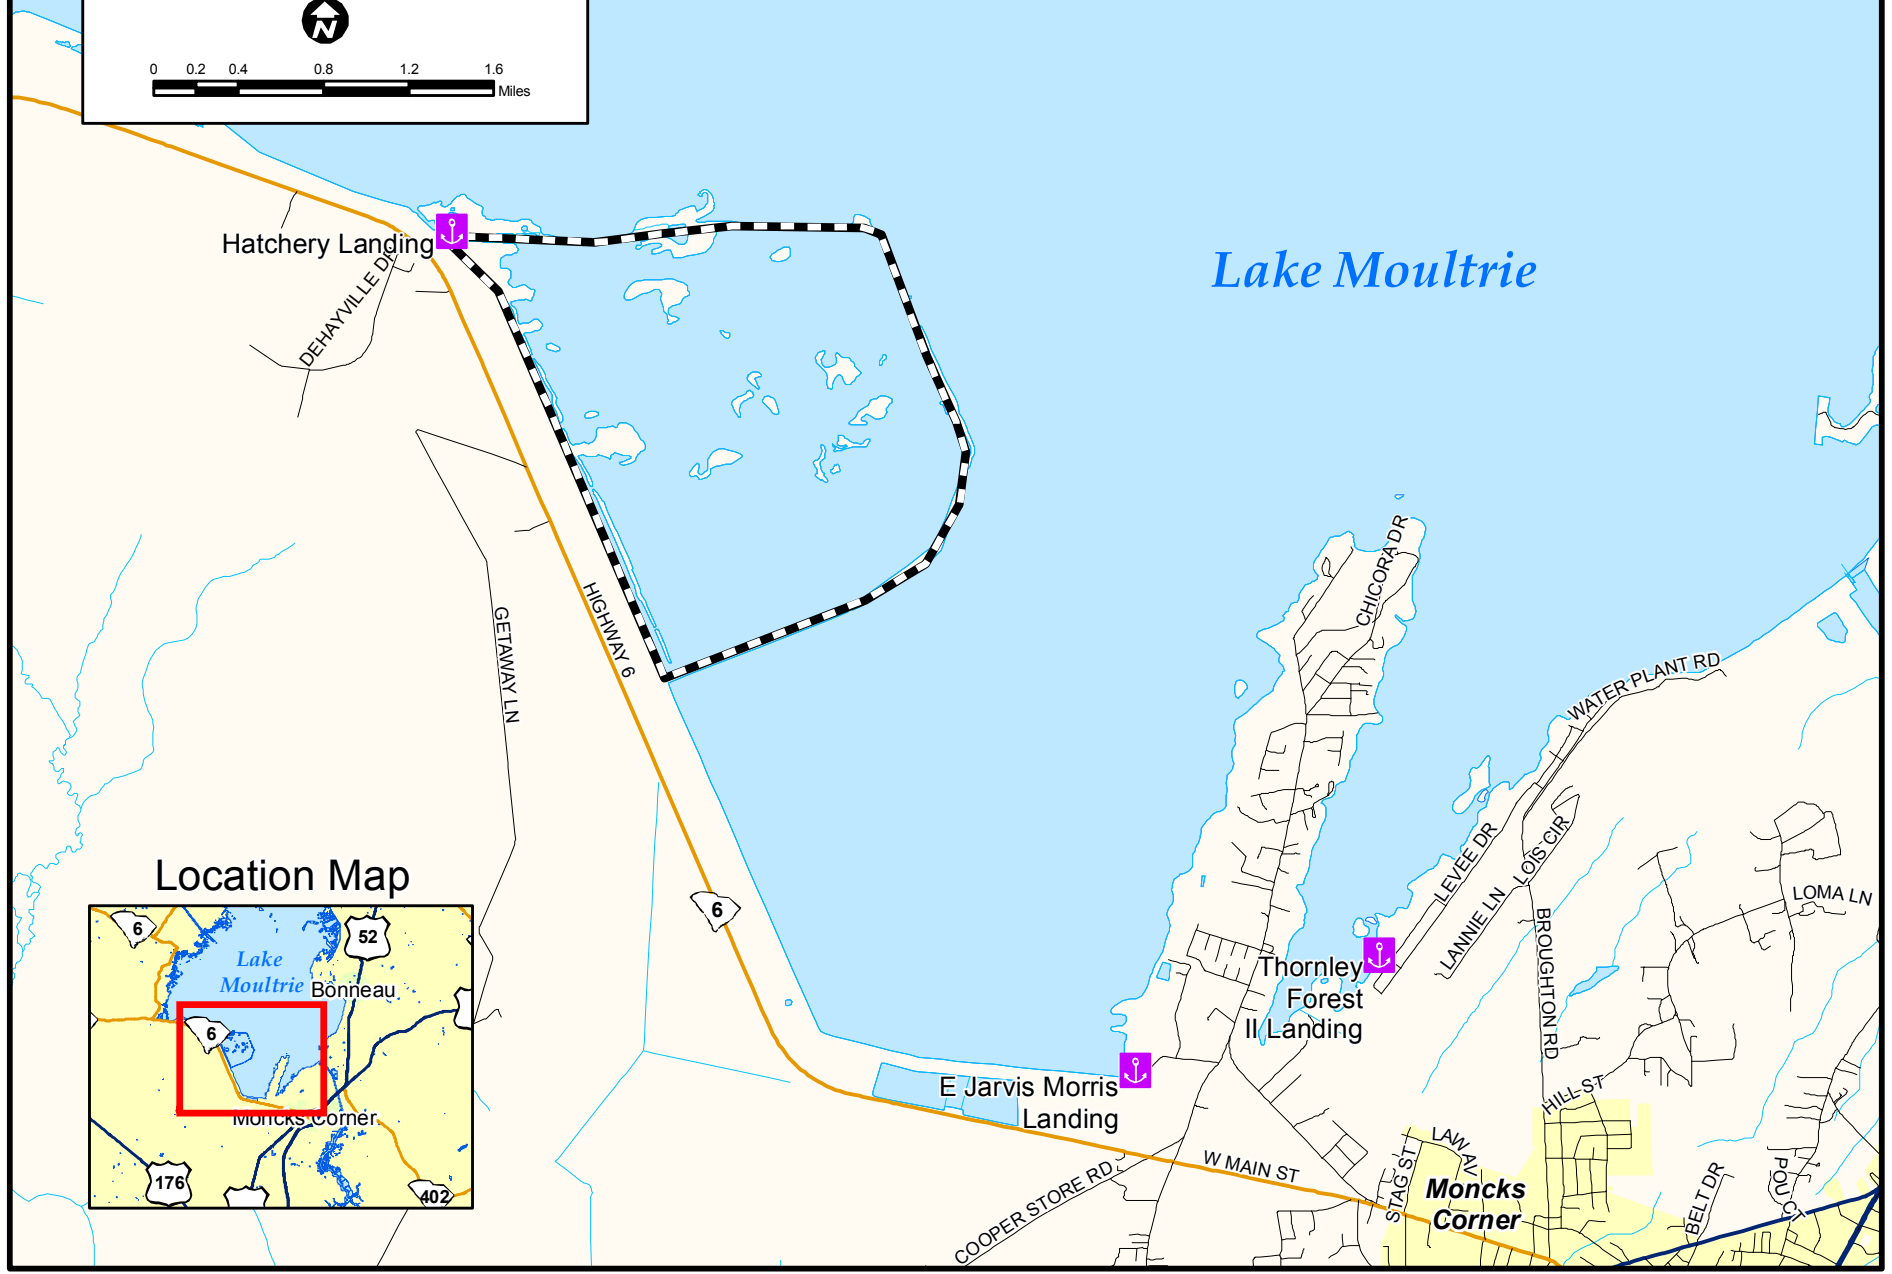 N
0 0.2 0.4 0.8 1.2 1.6
Miles
Hatchery Landing
Lake Moultrie
DEHAYVILLE DR
HIGHWAY 6
GETAWAY LN
CHICORA DR
WATER PLANT RD
LEVEE DR
LOIS CIR
LANNIE LN
BROUGHTON RD
LOMA LN
6
Thornley
Forest
II Landing
E Jarvis Morris
Landing
HILL ST
LAW AV
STAG ST
W MAIN ST
COOPER STORE RD
Moncks
Corner
BELT DR
POU CT
Location Map
6
52
Lake
Moultrie
Bonneau
6
Moncks Corner
176
402